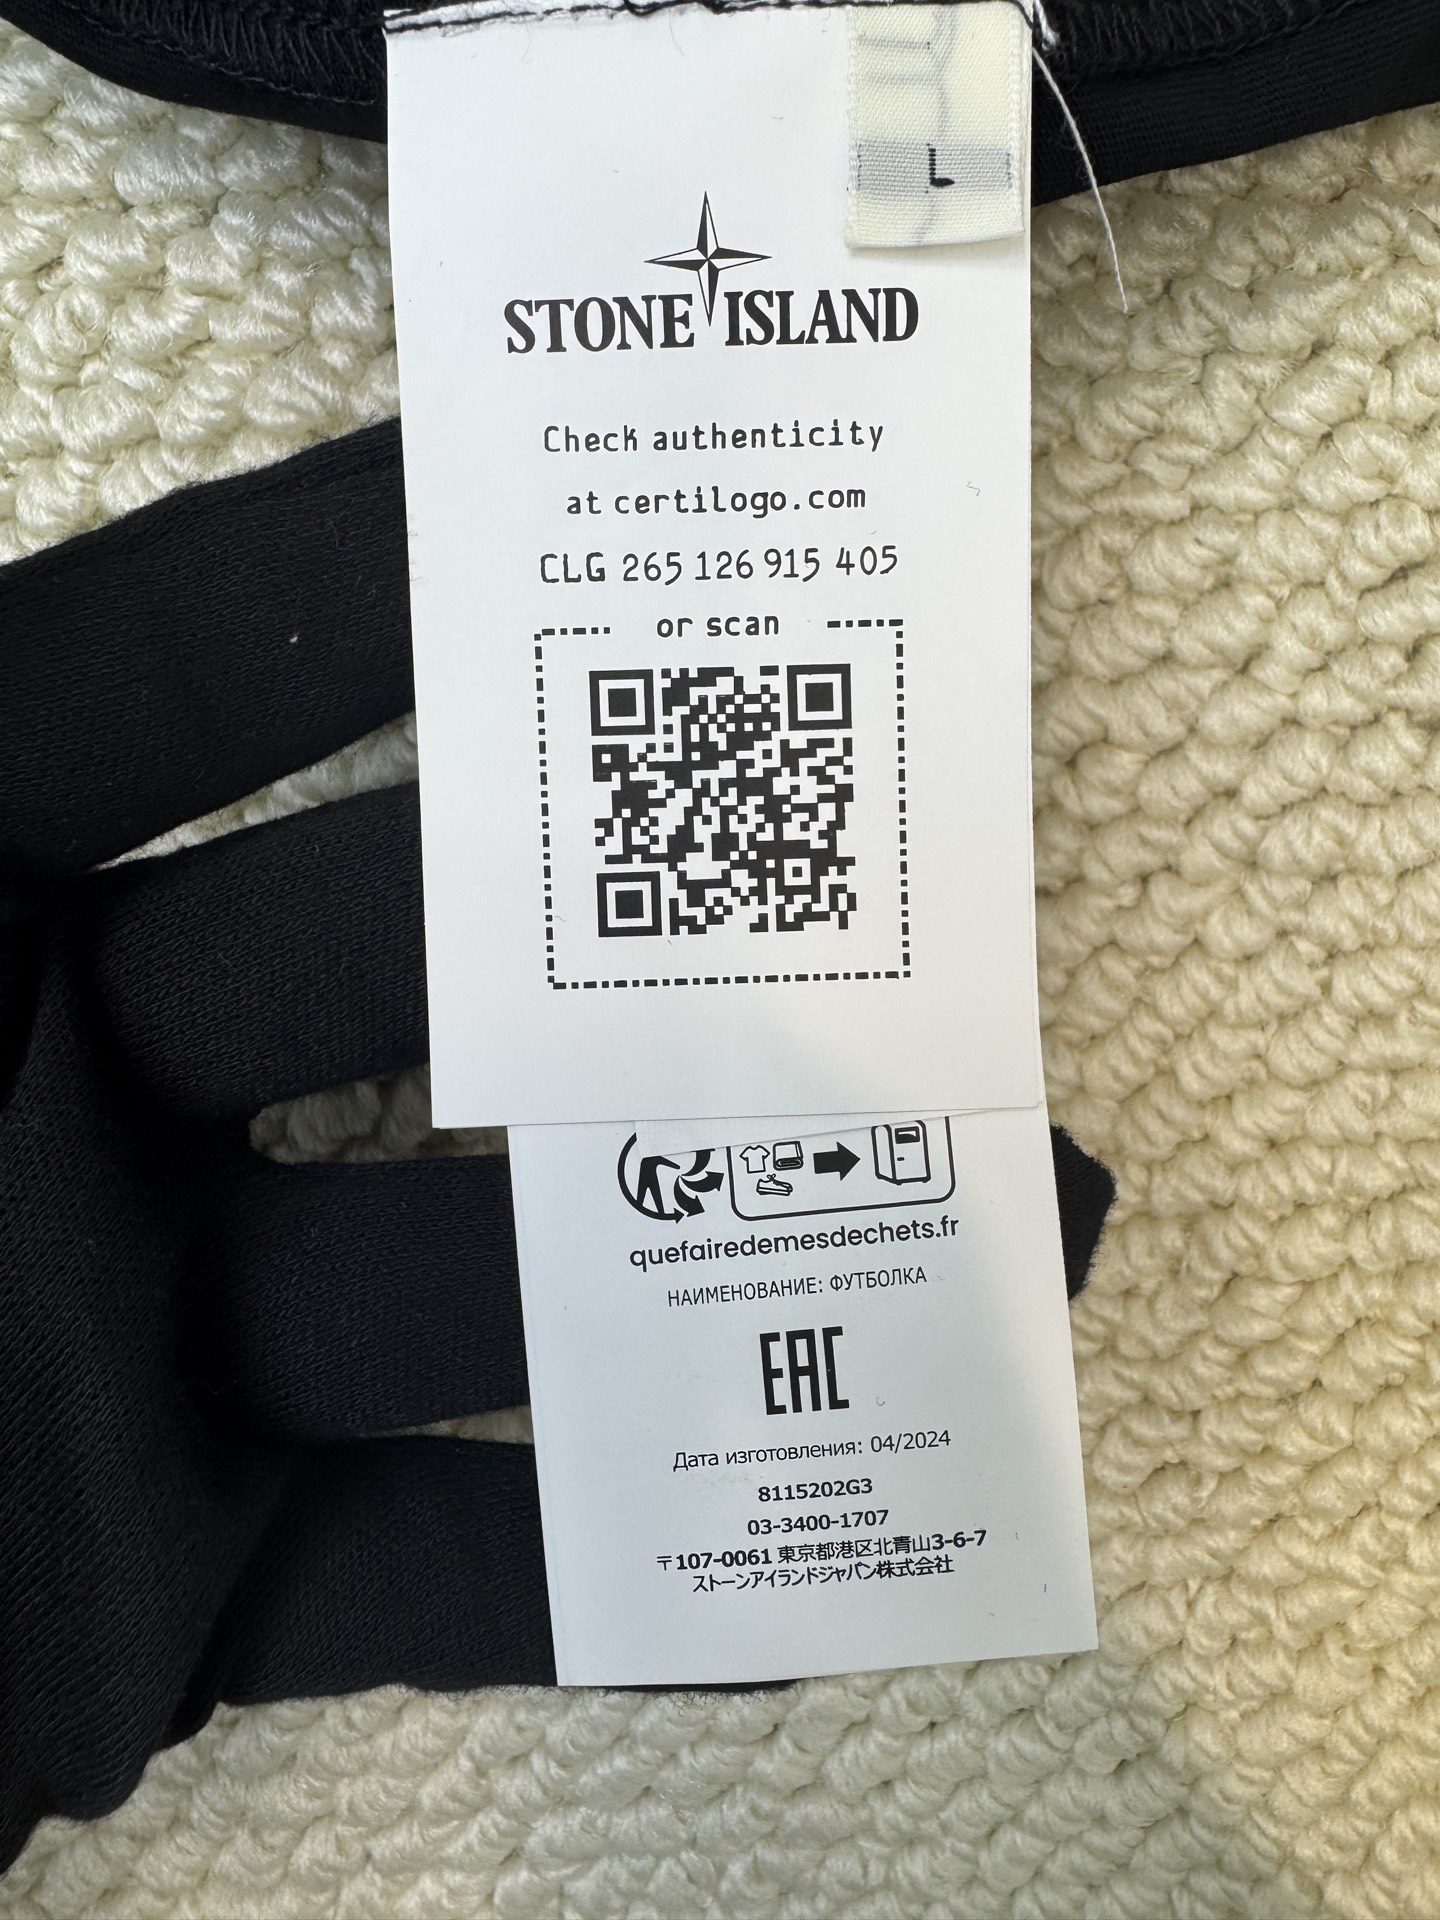 L
STONE ISLAND
Check authenticity
at certilogo.com
CLG 265 126 915 405
or scan
quefairedemesdechets.fr
НАИМЕНОВАНИЕ: ФУТБОЛКА
EAC
Дата изготовления: 04/2024
8115202G3
03-3400-1707
〒107-0061 東京都港区北青山3-6-7
ストーンアイランドジャパン株式会社